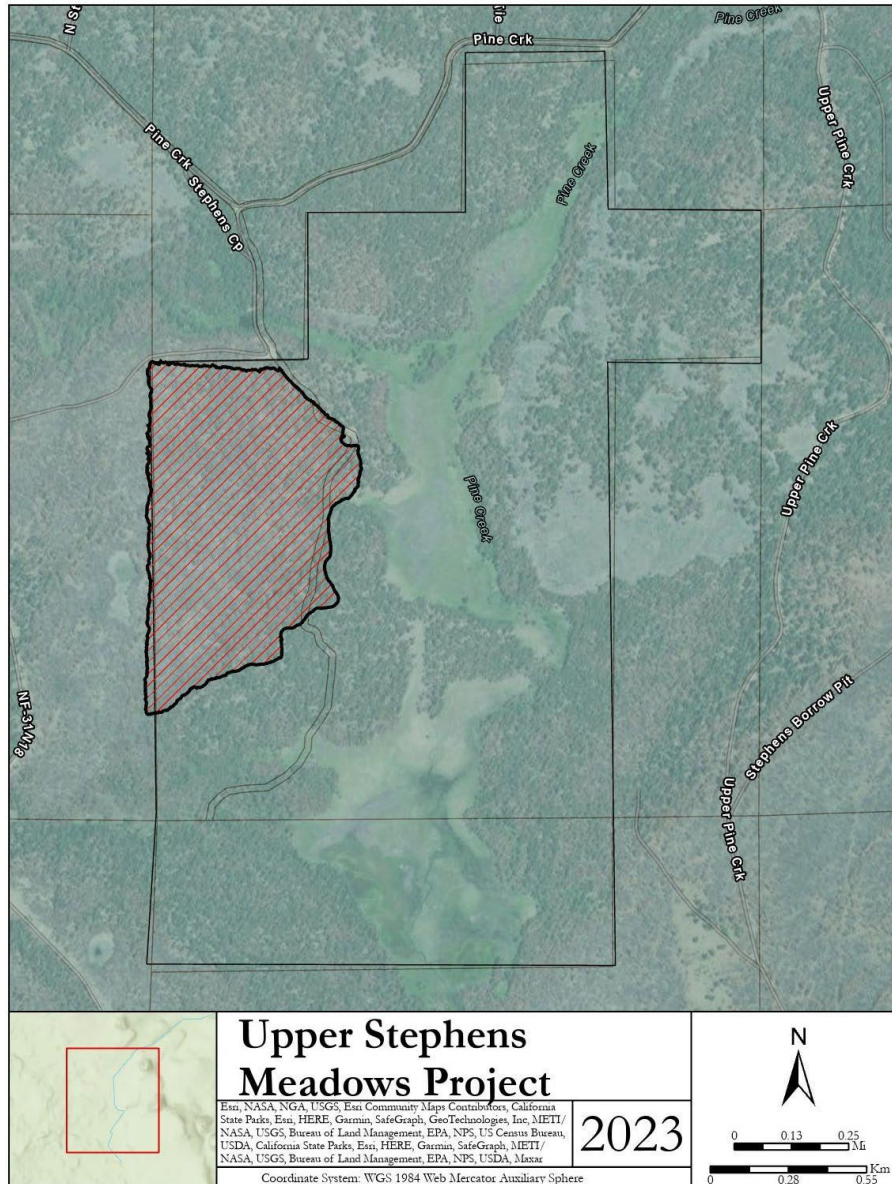 N St
ile
Pine Creek
Pine Crk
Upper Pine Crk
Pine Crk
Stephens Cp
Pine Creek
Upper Pine Crk
Pine Creek
NF-31N18
Stephens Borrow Pit
Upper Pine Crk
Upper Stephens
Meadows Project
Esri, NASA, NGA, USGS, Esri Community Maps Contributors, California
State Parks, Esri, HERE, Garmin, SafeGraph, GeoTechnologies, Inc, METI/
NASA, USGS, Bureau of Land Management, EPA, NPS, US Census Bureau,
USDA, California State Parks, Esri, HERE, Garmin, SafeGraph, METI/
NASA, USGS, Bureau of Land Management, EPA, NPS, USDA, Maxar
2023
Coordinate System: WGS 1984 Web Mercator Auxiliary Sphere
N
0 0.13 0.25
Mi
Km
0 0.28 0.55